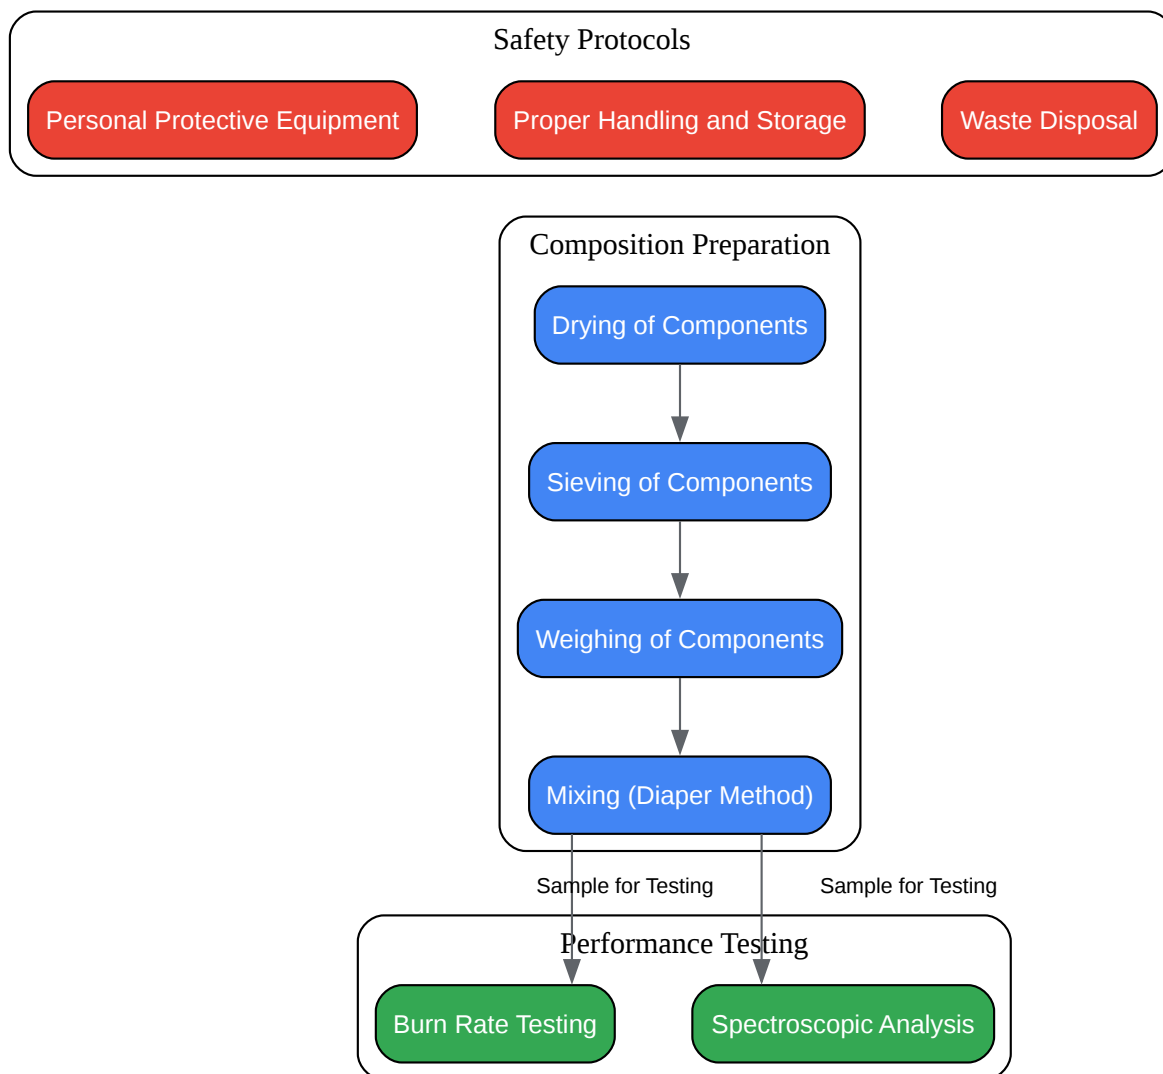 Safety Protocols
Personal Protective Equipment
Proper Handling and Storage
Waste Disposal
Composition Preparation
Drying of Components
Sieving of Components
Weighing of Components
Mixing (Diaper Method)
Sample for Testing
Sample for Testing
Performance Testing
Burn Rate Testing
Spectroscopic Analysis